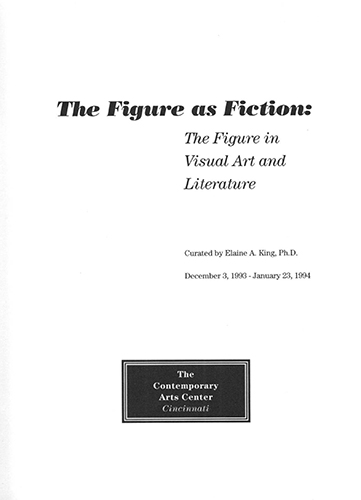 The Figure as Fiction:
The Figure in
Visual Art and
Literature
Curated by Elaine A. King, Ph.D.
December 3, 1993 - January 23, 1994
The
Contemporary
Arts Center
Cincinnati